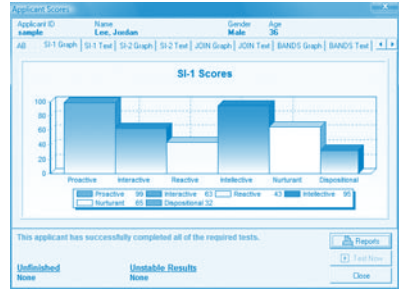 Applicant Scores
Applicant ID Name Gender Age
sample Lee, Jordan Male 36
AB SI-1 Graph SI-1 Text SI-2 Graph SI-2 Text JOIN Graph JOIN Text BANDS Graph BANDS Text
SI-1 Scores
100
80
60
40
20
0
Proactive Interactive Reactive Intellective Nurturant Dispositional
Proactive 99 Interactive 63 Reactive 43 Intellective 95
Nurturant 65 Dispositional 32
This applicant has successfully completed all of the required tests.
Reports
Test Now
Unfinished Unstable Results
None None
Close